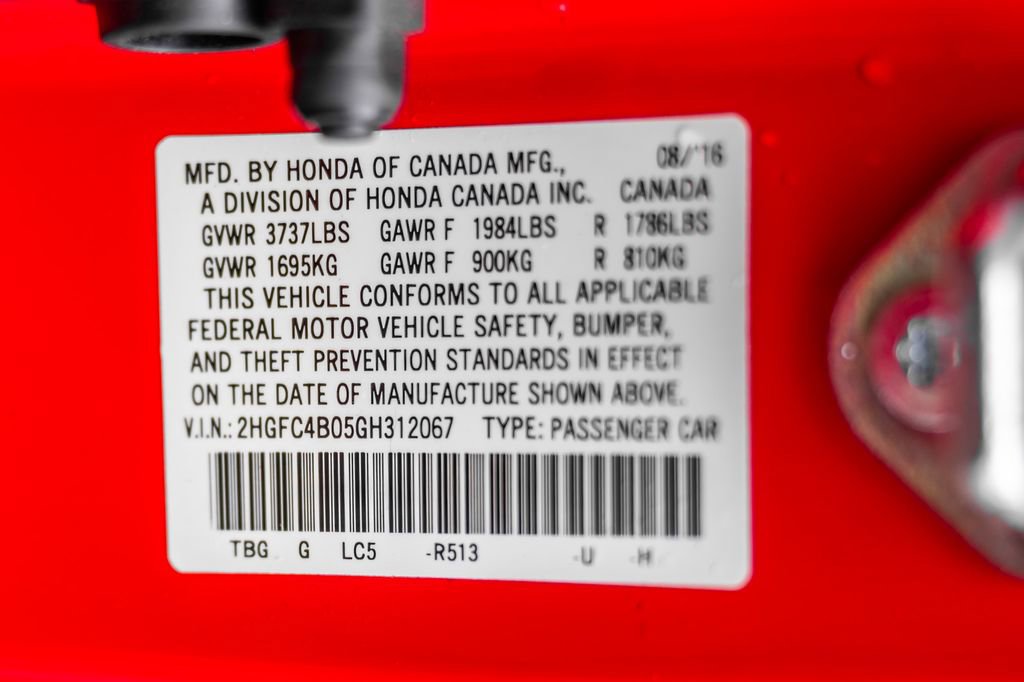 MFD. BY HONDA OF CANADA MFG., 08/'16
A DIVISION OF HONDA CANADA INC. CANADA
GVWR 3737LBS GAWR F 1984LBS R 1786LBS
GVWR 1695KG GAWR F 900KG R 810KG
THIS VEHICLE CONFORMS TO ALL APPLICABLE
FEDERAL MOTOR VEHICLE SAFETY, BUMPER,
AND THEFT PREVENTION STANDARDS IN EFFECT
ON THE DATE OF MANUFACTURE SHOWN ABOVE.
V.I.N.: 2HGFC4B05GH312067 TYPE: PASSENGER CAR
TBG G LC5 -R513 -U -H